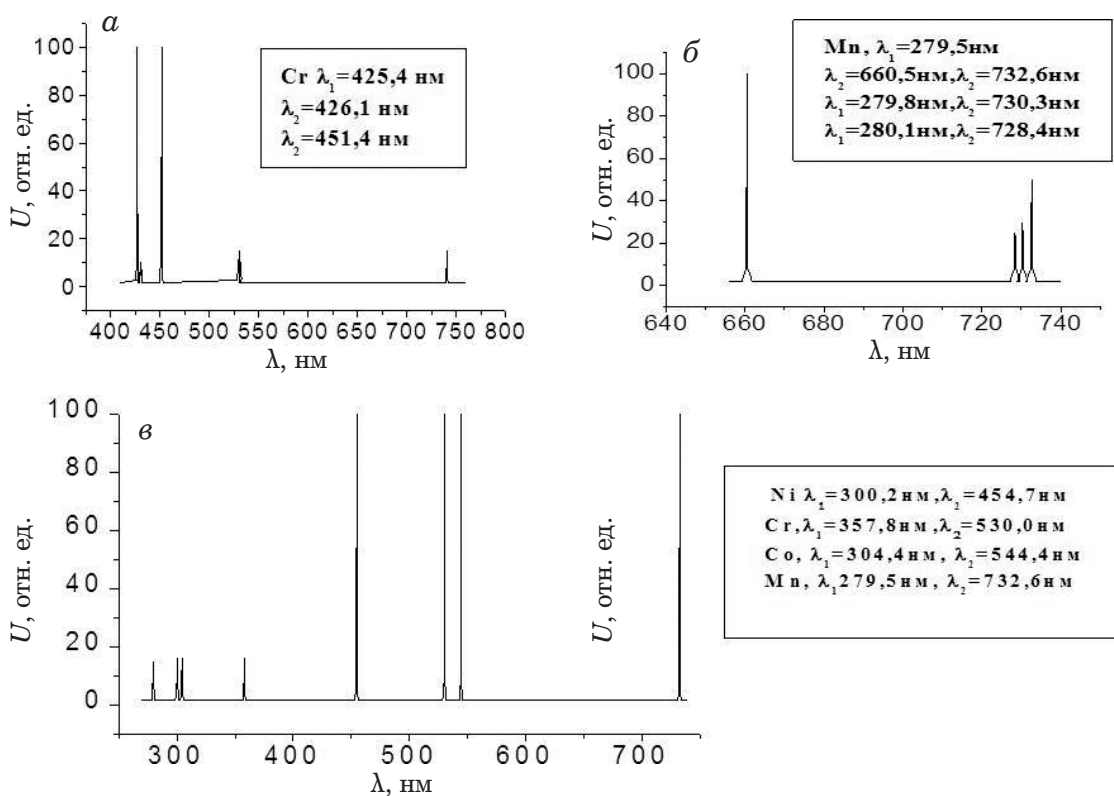 а
U, отн. ед.
100
80
60
40
20
0
Cr λ₁=425,4 нм
λ₂=426,1 нм
λ₂=451,4 нм
400 450 500 550 600 650 700 750 800
λ, нм
б
U, отн. ед.
100
80
60
40
20
0
Mn, λ₁=279,5нм
λ₂=660,5нм,λ₂=732,6нм
λ₁=279,8нм,λ₂=730,3нм
λ₁=280,1нм,λ₂=728,4нм
640 660 680 700 720 740
λ, нм
в
U, отн. ед.
100
80
60
40
20
0
U, отн. ед.
300 400 500 600 700
λ, нм
Ni λ₁=300,2нм,λ₂=454,7нм
Cr,λ₁=357,8нм,λ₂=530,0нм
Co, λ₁=304,4нм, λ₂=544,4нм
Mn, λ₁279,5нм, λ₂=732,6нм